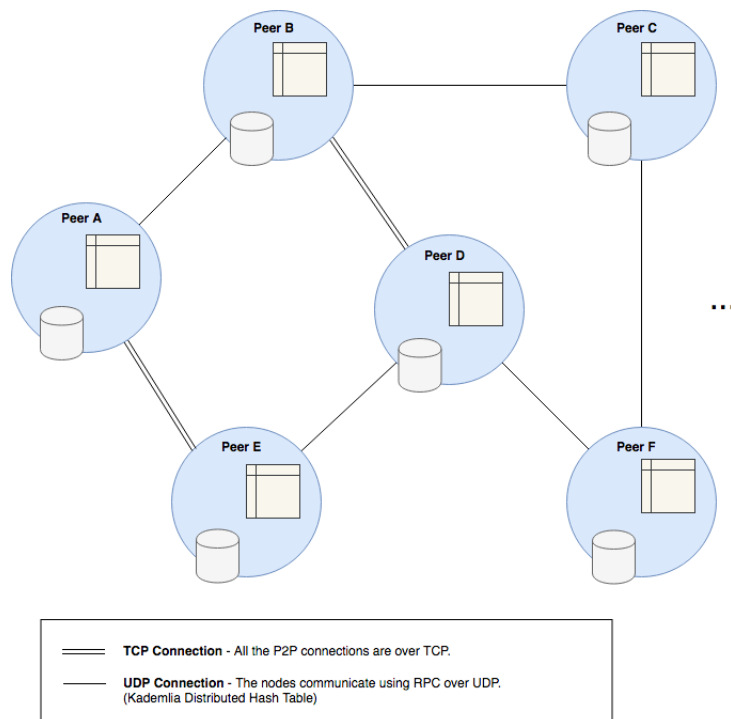 Peer B
Peer C
Peer A
Peer D
...
Peer E
Peer F
TCP Connection - All the P2P connections are over TCP.
UDP Connection - The nodes communicate using RPC over UDP.
(Kademlia Distributed Hash Table)